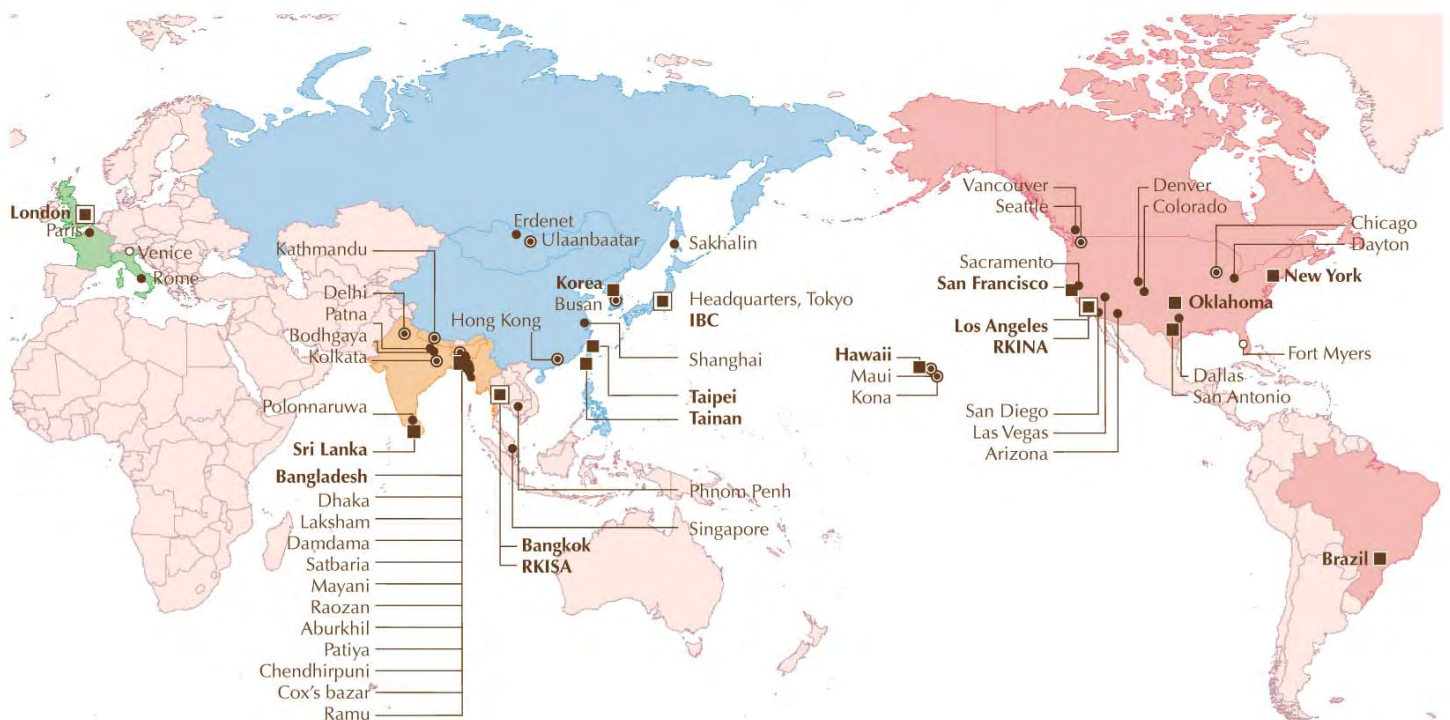 London
Paris
Venice
Rome
Kathmandu
Delhi
Patna
Bodhgaya
Kolkata
Polonnaruwa
Sri Lanka
Bangladesh
Dhaka
Laksham
Damdama
Satbaria
Mayani
Raozan
Aburkhil
Patiya
Chendhirpuni
Cox's bazar
Ramu
Erdenet
Ulaanbaatar
Sakhalin
Korea
Busan
Headquarters, Tokyo
IBC
Hong Kong
Shanghai
Taipei
Tainan
Phnom Penh
Singapore
Bangkok
RKISA
Hawaii
Maui
Kona
Vancouver
Seattle
Sacramento
San Francisco
Los Angeles
RKINA
San Diego
Las Vegas
Arizona
Denver
Colorado
Chicago
Dayton
New York
Oklahoma
Fort Myers
Dallas
San Antonio
Brazil